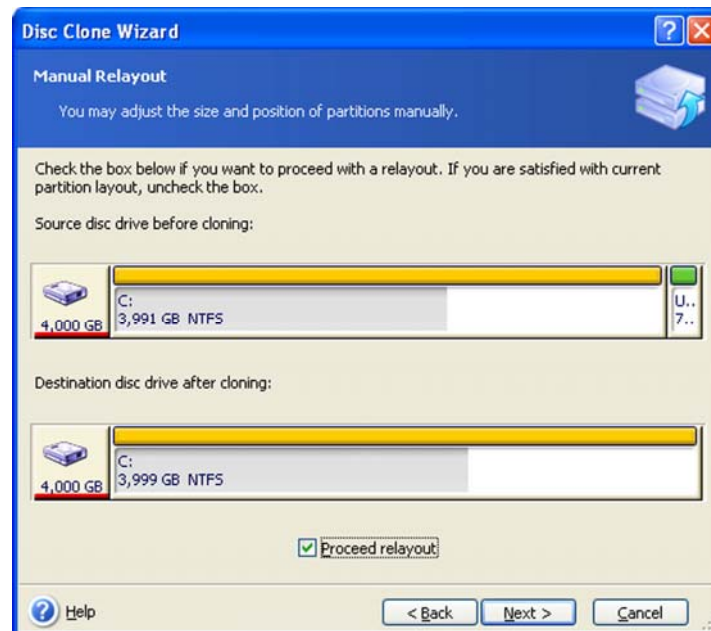 Disc Clone Wizard
Manual Relayout
You may adjust the size and position of partitions manually.
Check the box below if you want to proceed with a relayout. If you are satisfied with current
partition layout, uncheck the box.
Source disc drive before cloning:
4,000 GB
C:
3,991 GB NTFS
U..
7..
Destination disc drive after cloning:
4,000 GB
C:
3,999 GB NTFS
Proceed relayout
Help
< Back
Next >
Cancel